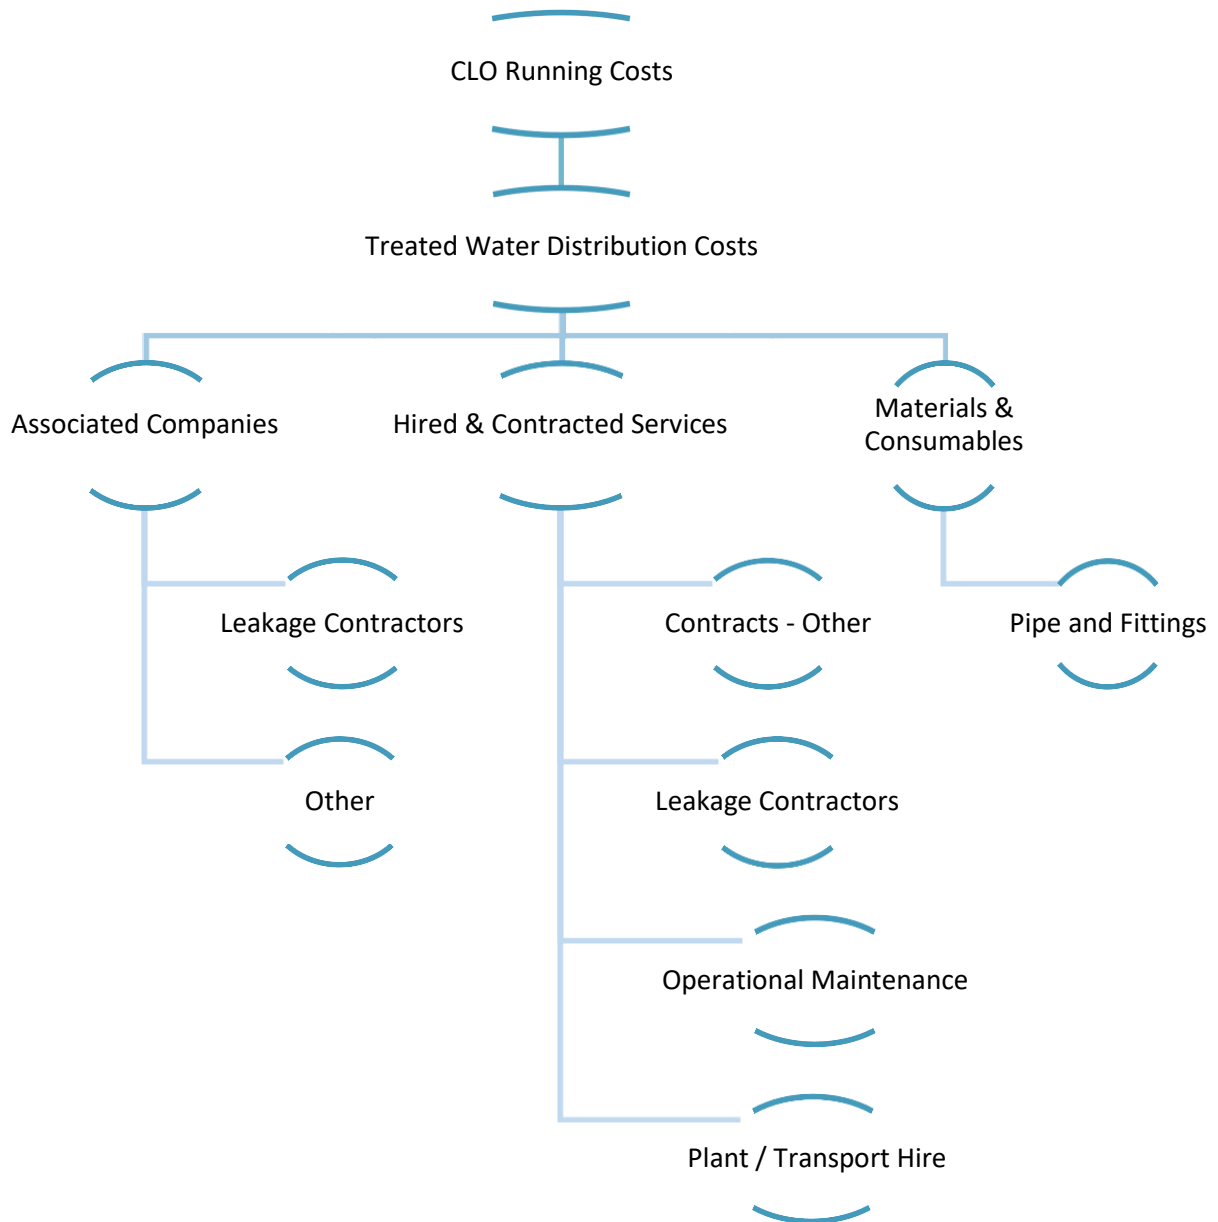 CLO Running Costs
Treated Water Distribution Costs
Associated Companies
Hired & Contracted Services
Materials &
Consumables
Leakage Contractors
Contracts - Other
Pipe and Fittings
Other
Leakage Contractors
Operational Maintenance
Plant / Transport Hire